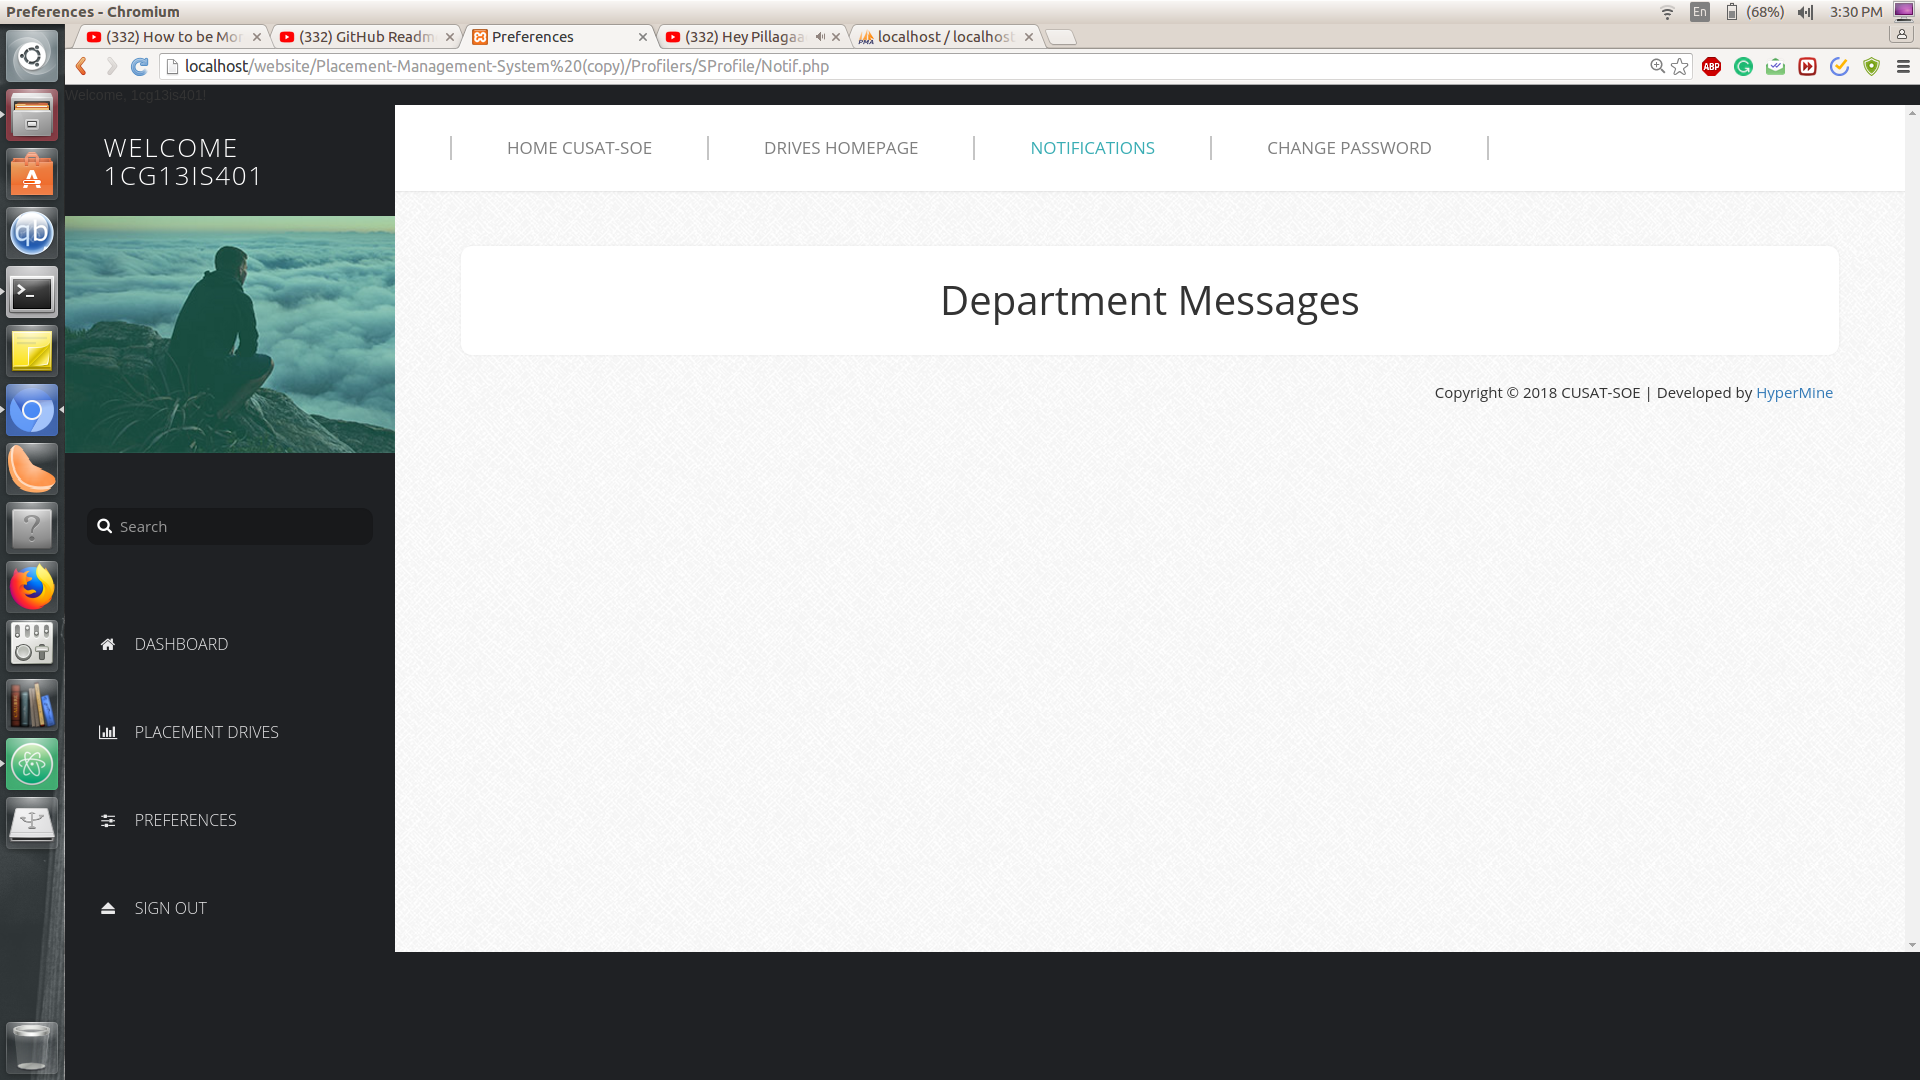 Preferences - Chromium
En
(68%)
3:30 PM
(332) How to be Mor
(332) GitHub Readm
Preferences
(332) Hey Pillagaa
localhost / localhost
localhost/website/Placement-Management-System%20(copy)/Profilers/SProfile/Notif.php
ABP
Welcome, 1cg13is401!
WELCOME
1CG13IS401
HOME CUSAT-SOE
DRIVES HOMEPAGE
NOTIFICATIONS
CHANGE PASSWORD
Department Messages
Copyright © 2018 CUSAT-SOE | Developed by HyperMine
Search
DASHBOARD
PLACEMENT DRIVES
PREFERENCES
SIGN OUT
qb
PMA